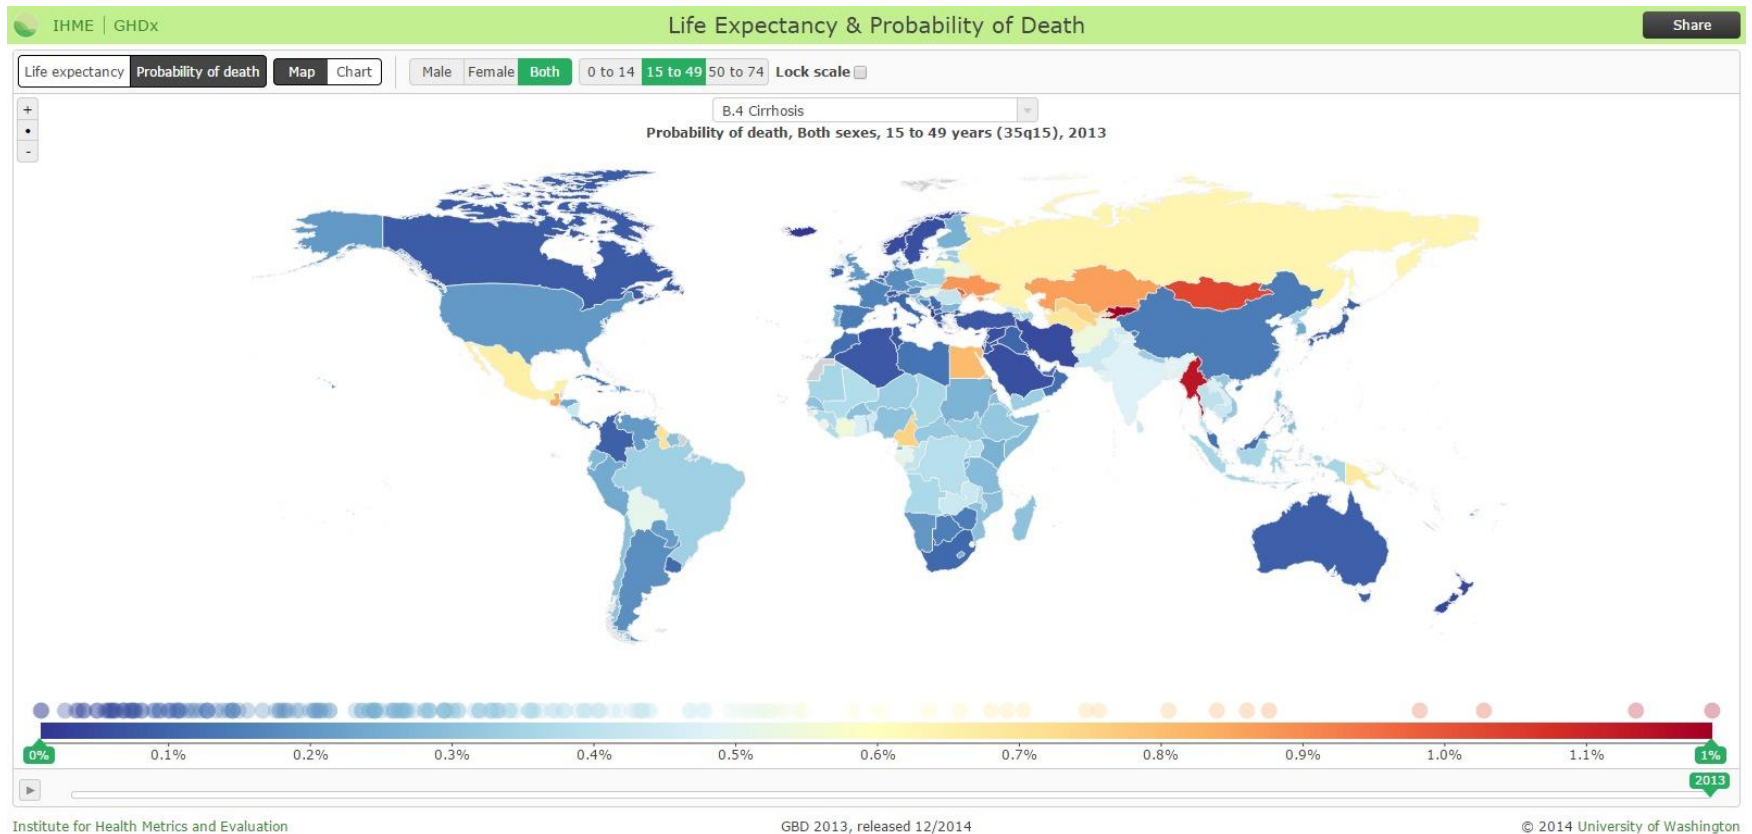 IHME | GHDx
Life Expectancy & Probability of Death
Share
Life expectancy Probability of death Map Chart Male Female Both 0 to 14 15 to 49 50 to 74 Lock scale
+
-
B.4 Cirrhosis
Probability of death, Both sexes, 15 to 49 years (35q15), 2013
0% 0.1% 0.2% 0.3% 0.4% 0.5% 0.6% 0.7% 0.8% 0.9% 1.0% 1.1% 1%
2013
Institute for Health Metrics and Evaluation GBD 2013, released 12/2014 © 2014 University of Washington